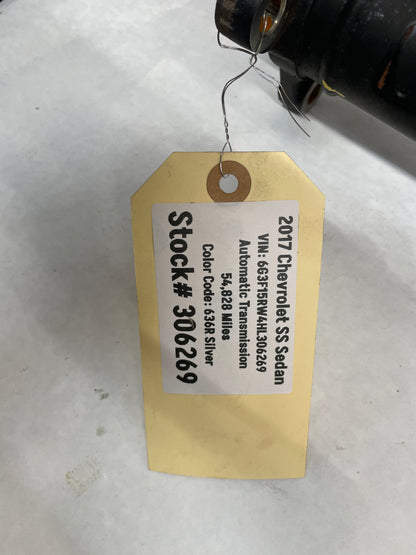 2017 Chevrolet SS Sedan
VIN: 6G3F15RW4HL306269
Automatic Transmission
54,828 Miles
Color Code: 636R Silver
Stock# 306269